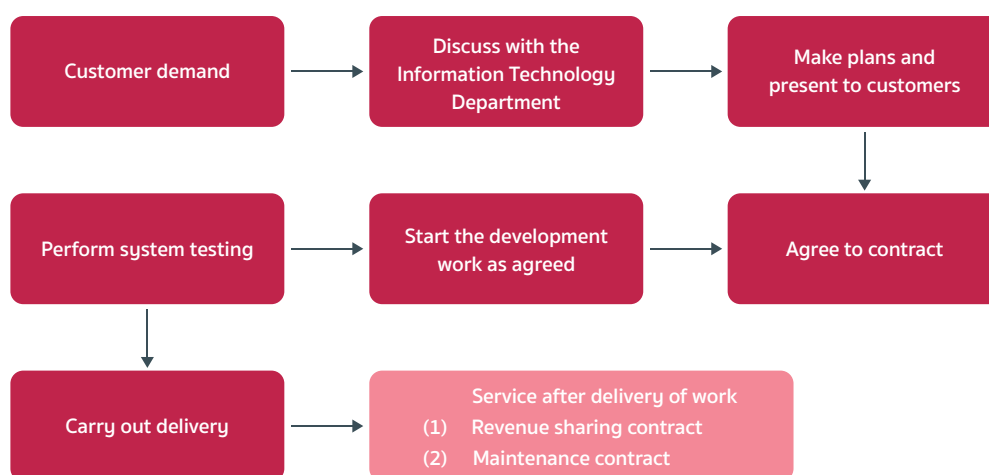 Customer demand
Discuss with the
Information Technology
Department
Make plans and
present to customers
Perform system testing
Start the development
work as agreed
Agree to contract
Carry out delivery
Service after delivery of work
(1) Revenue sharing contract
(2) Maintenance contract